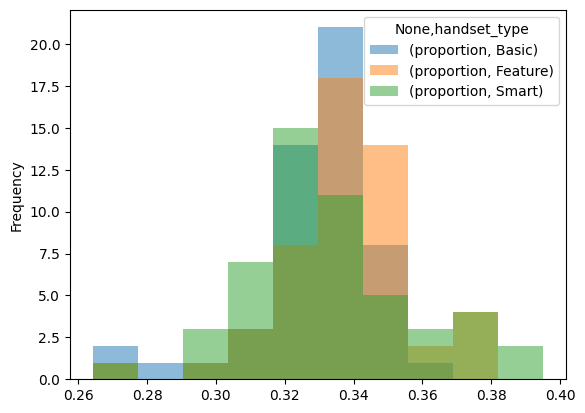 None,handset_type
(proportion, Basic)
(proportion, Feature)
(proportion, Smart)
Frequency
20.0
17.5
15.0
12.5
10.0
7.5
5.0
2.5
0.0
0.26 0.28 0.30 0.32 0.34 0.36 0.38 0.40